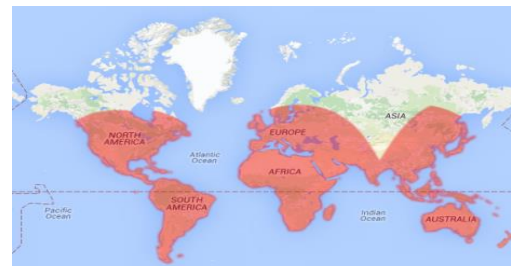 ASIA
NORTH
AMERICA
EUROPE
Atlantic
Ocean
AFRICA
SOUTH
AMERICA
Pacific
Ocean
Indian
Ocean
AUSTRALIA